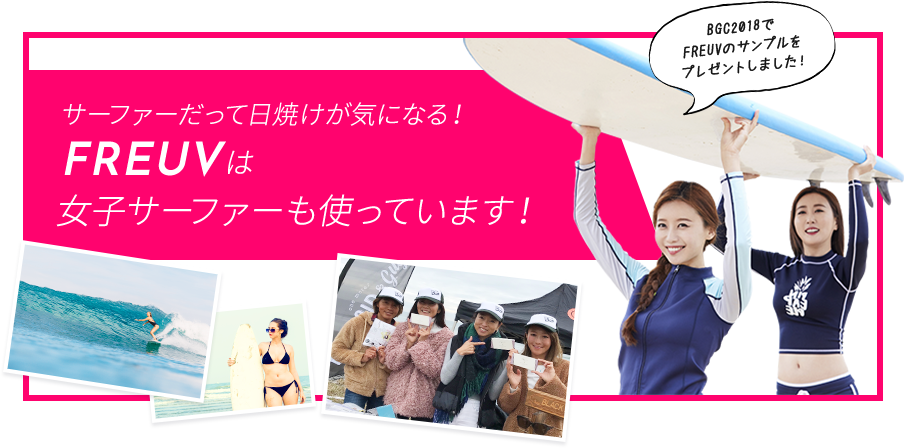 BGC2018で
FREUVのサンプルを
プレゼントしました!
サーファーだって日焼けが気になる!
FREUVは
女子サーファーも使っています!